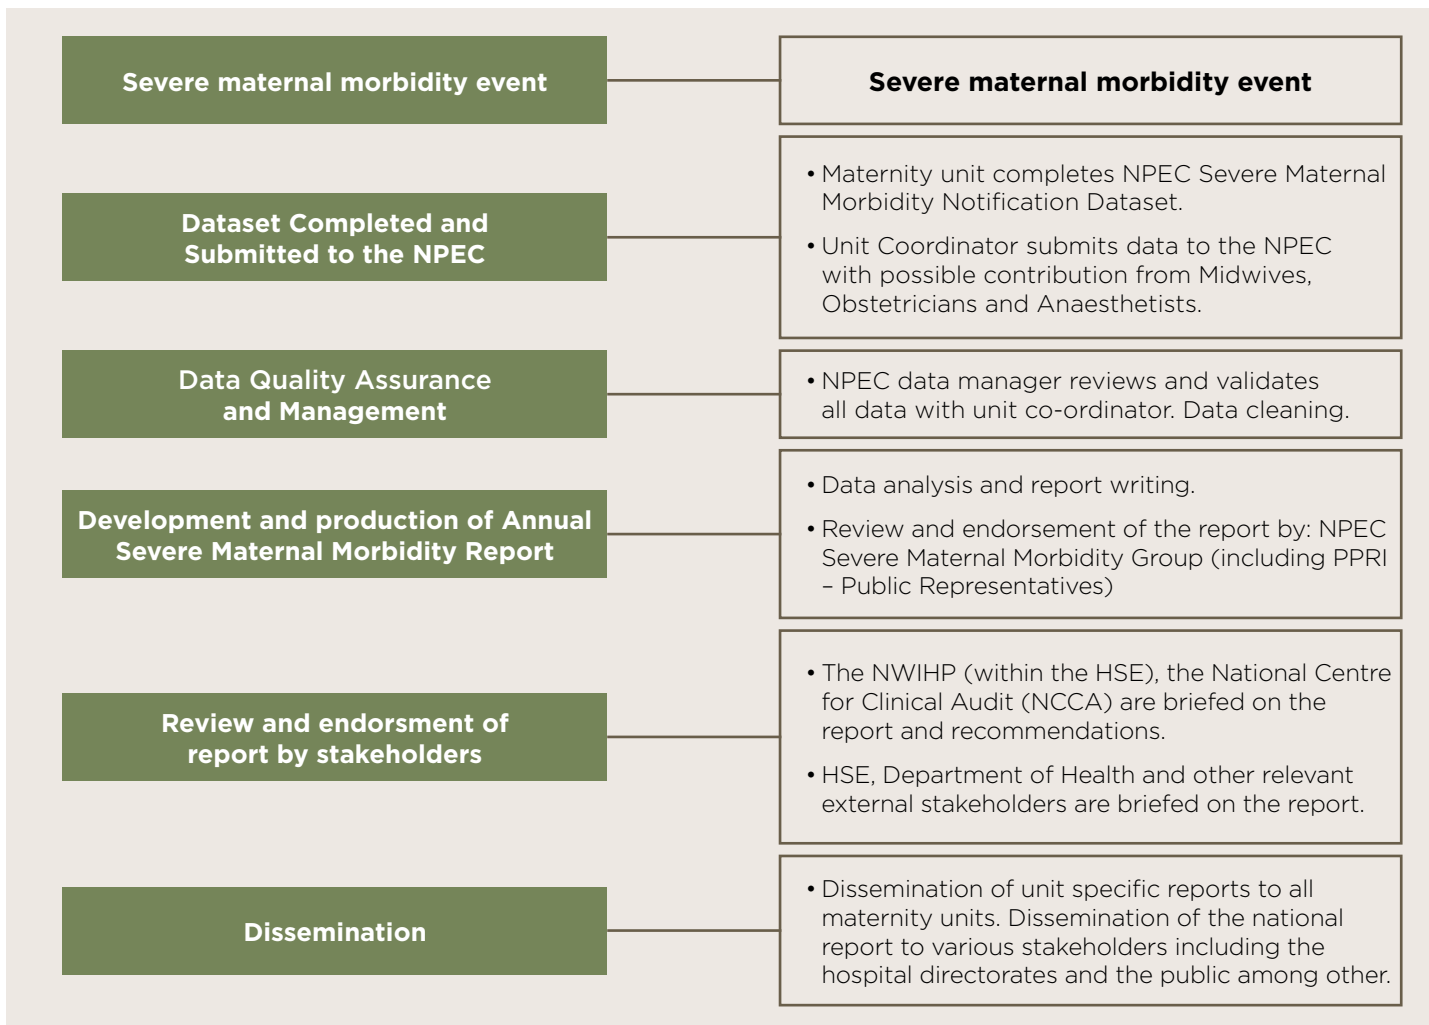 Severe maternal morbidity event
Severe maternal morbidity event
Dataset Completed and
Submitted to the NPEC
• Maternity unit completes NPEC Severe Maternal
Morbidity Notification Dataset.
• Unit Coordinator submits data to the NPEC
with possible contribution from Midwives,
Obstetricians and Anaesthetists.
Data Quality Assurance
and Management
• NPEC data manager reviews and validates
all data with unit co-ordinator. Data cleaning.
Development and production of Annual
Severe Maternal Morbidity Report
• Data analysis and report writing.
• Review and endorsement of the report by: NPEC
Severe Maternal Morbidity Group (including PPRI
– Public Representatives)
Review and endorsment of
report by stakeholders
• The NWIHP (within the HSE), the National Centre
for Clinical Audit (NCCA) are briefed on the
report and recommendations.
• HSE, Department of Health and other relevant
external stakeholders are briefed on the report.
Dissemination
• Dissemination of unit specific reports to all
maternity units. Dissemination of the national
report to various stakeholders including the
hospital directorates and the public among other.